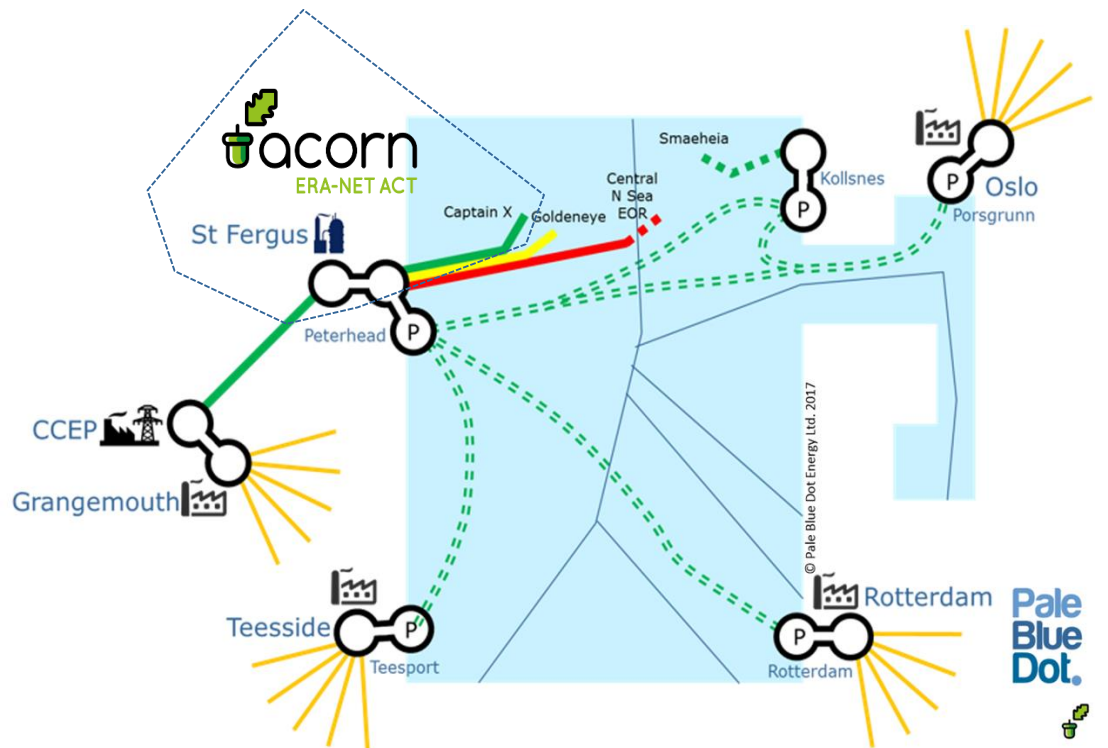 acorn
ERA-NET ACT
Smaeheia
Central
N Sea
EOR
Captain X
Goldeneye
Kollsnes
P
P
Oslo
Porsgrunn
St Fergus
Peterhead
P
CCEP
Grangemouth
© Pale Blue Dot Energy Ltd. 2017
Teesside
P
Teesport
P
Rotterdam
Rotterdam
Pale
Blue
Dot.